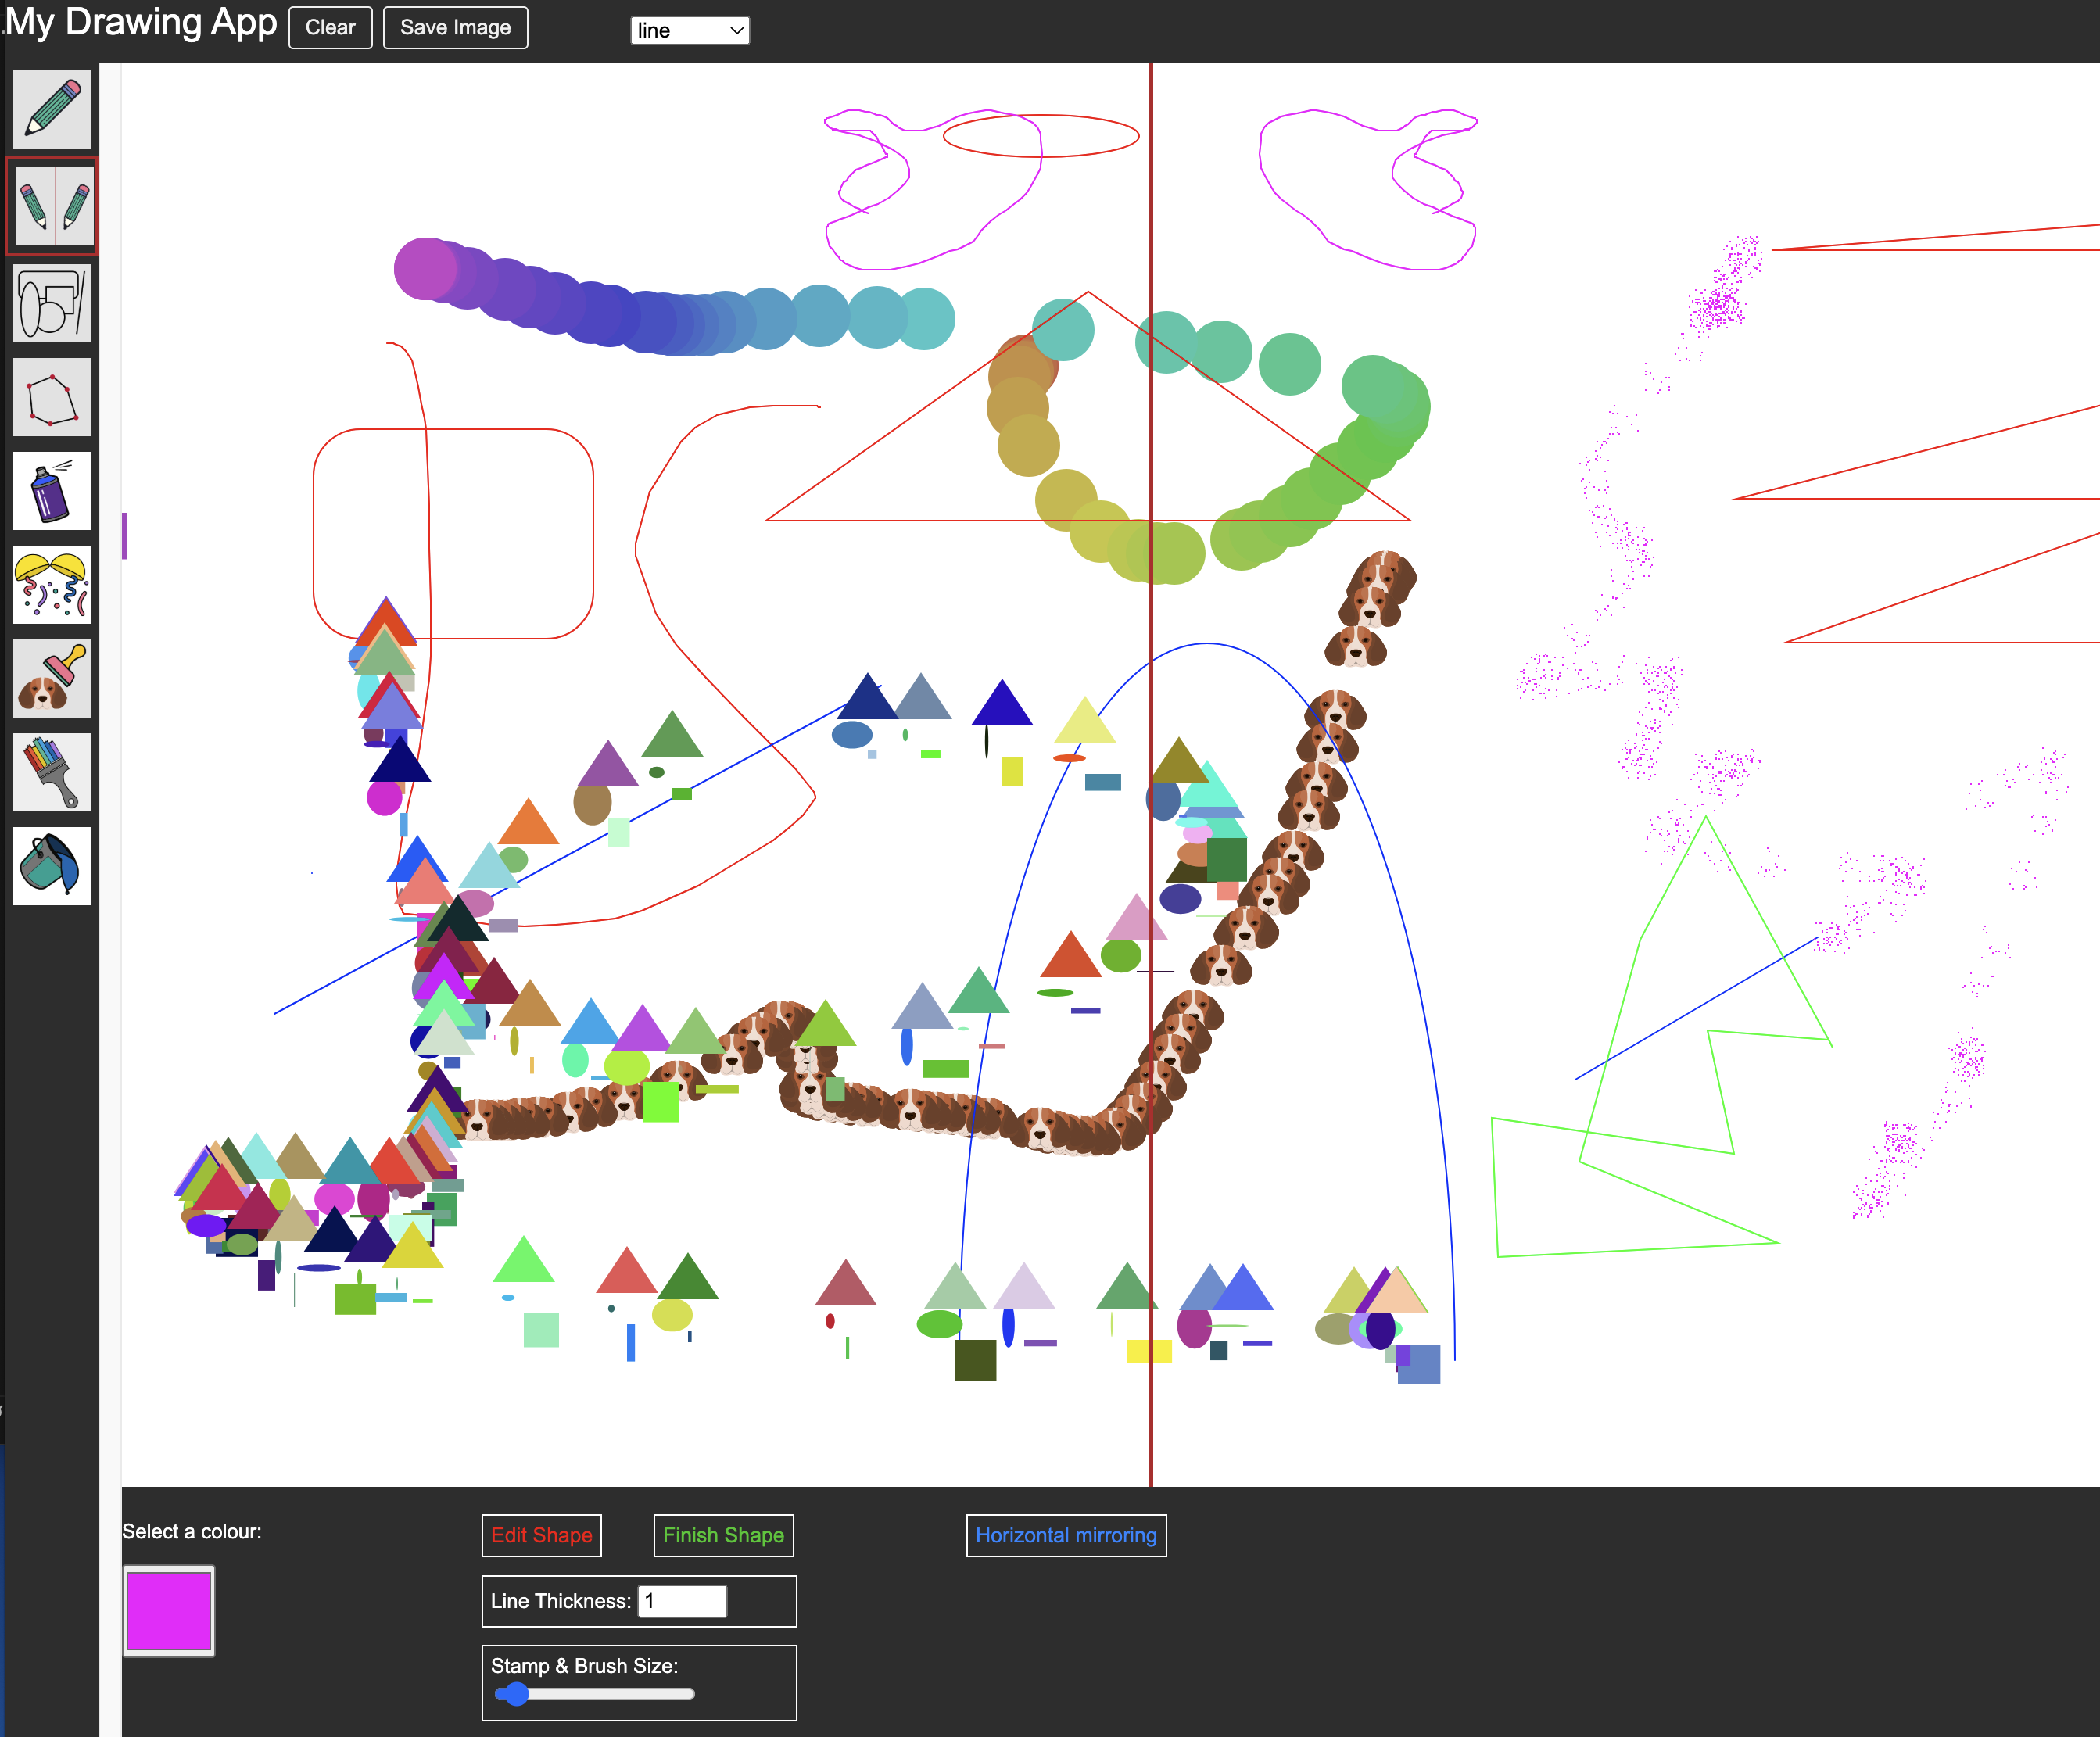 My Drawing App
Clear
Save Image
line
Select a colour:
Edit Shape
Finish Shape
Horizontal mirroring
Line Thickness: 1
Stamp & Brush Size: